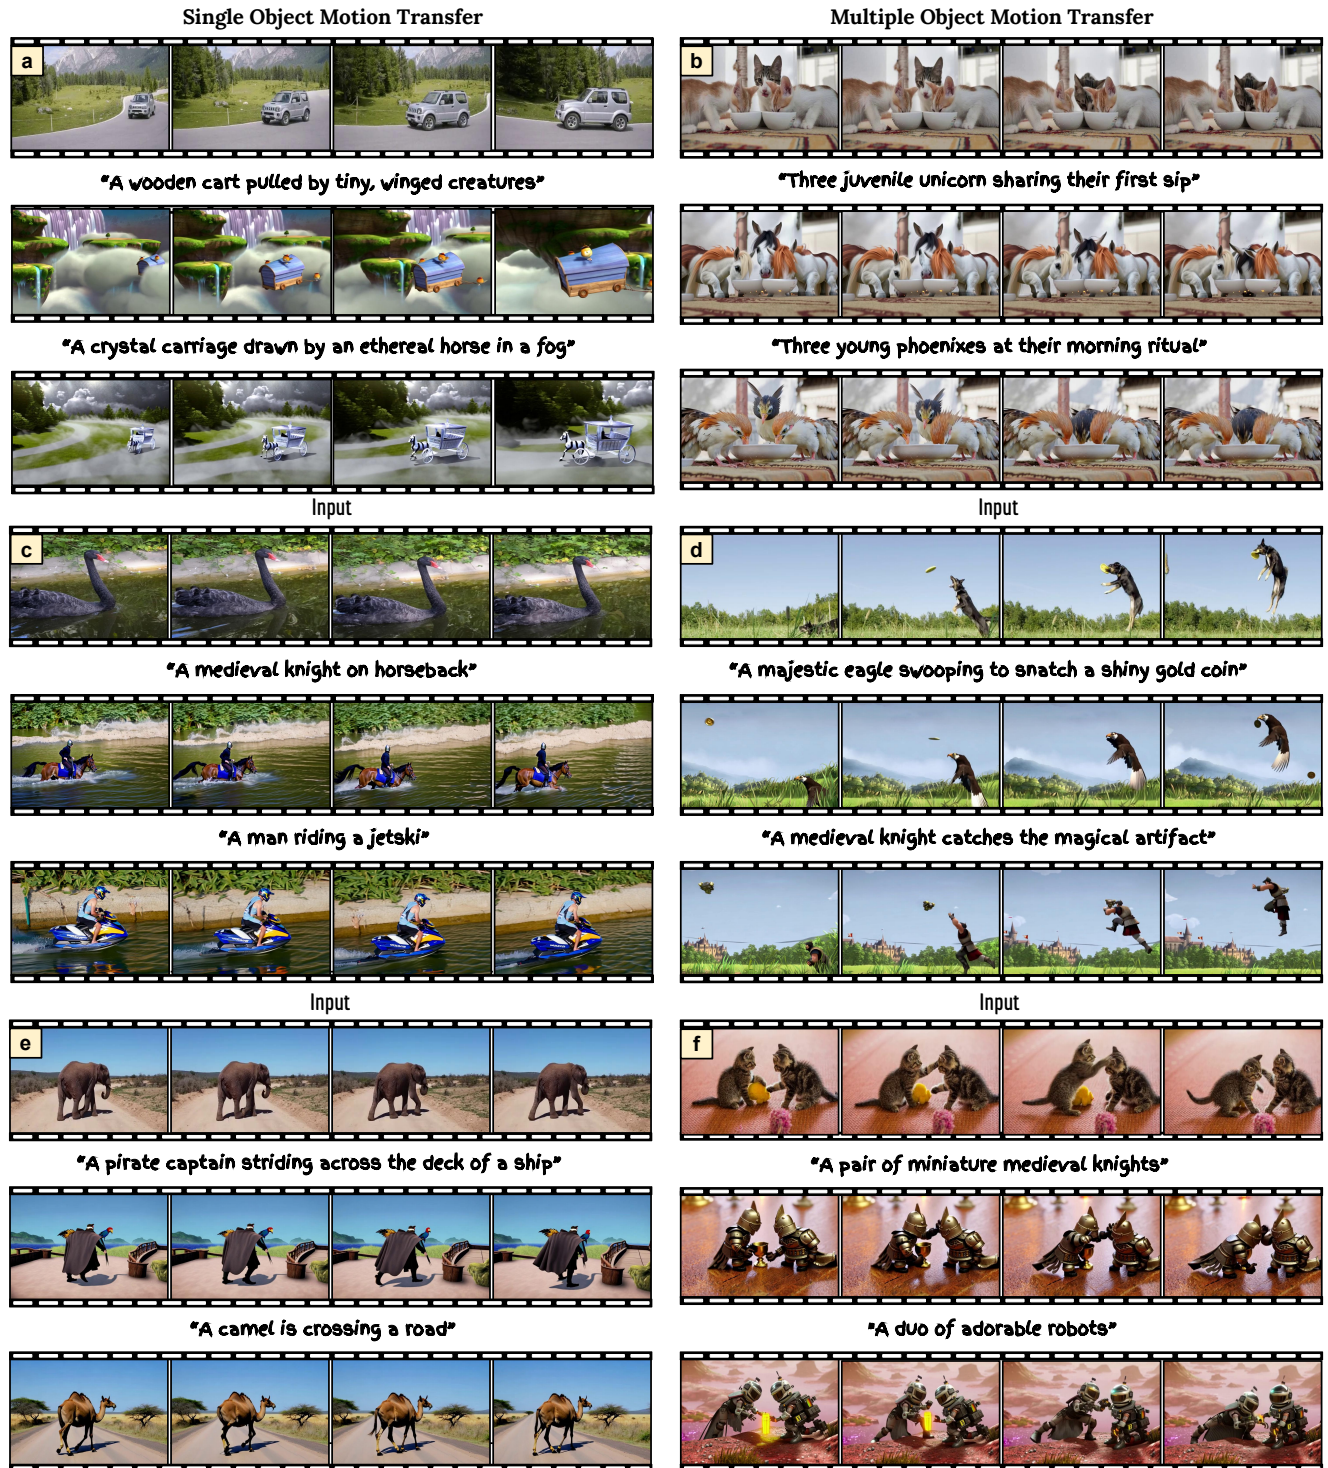 Single Object Motion Transfer
Multiple Object Motion Transfer
a
b
"A wooden cart pulled by tiny, winged creatures"
"Three juvenile unicorn sharing their first sip"
"A crystal carriage drawn by an ethereal horse in a fog"
"Three young phoenixes at their morning ritual"
Input
Input
c
d
"A medieval knight on horseback"
"A majestic eagle swooping to snatch a shiny gold coin"
"A man riding a jetski"
"A medieval knight catches the magical artifact"
Input
Input
e
f
"A pirate captain striding across the deck of a ship"
"A pair of miniature medieval knights"
"A camel is crossing a road"
"A duo of adorable robots"